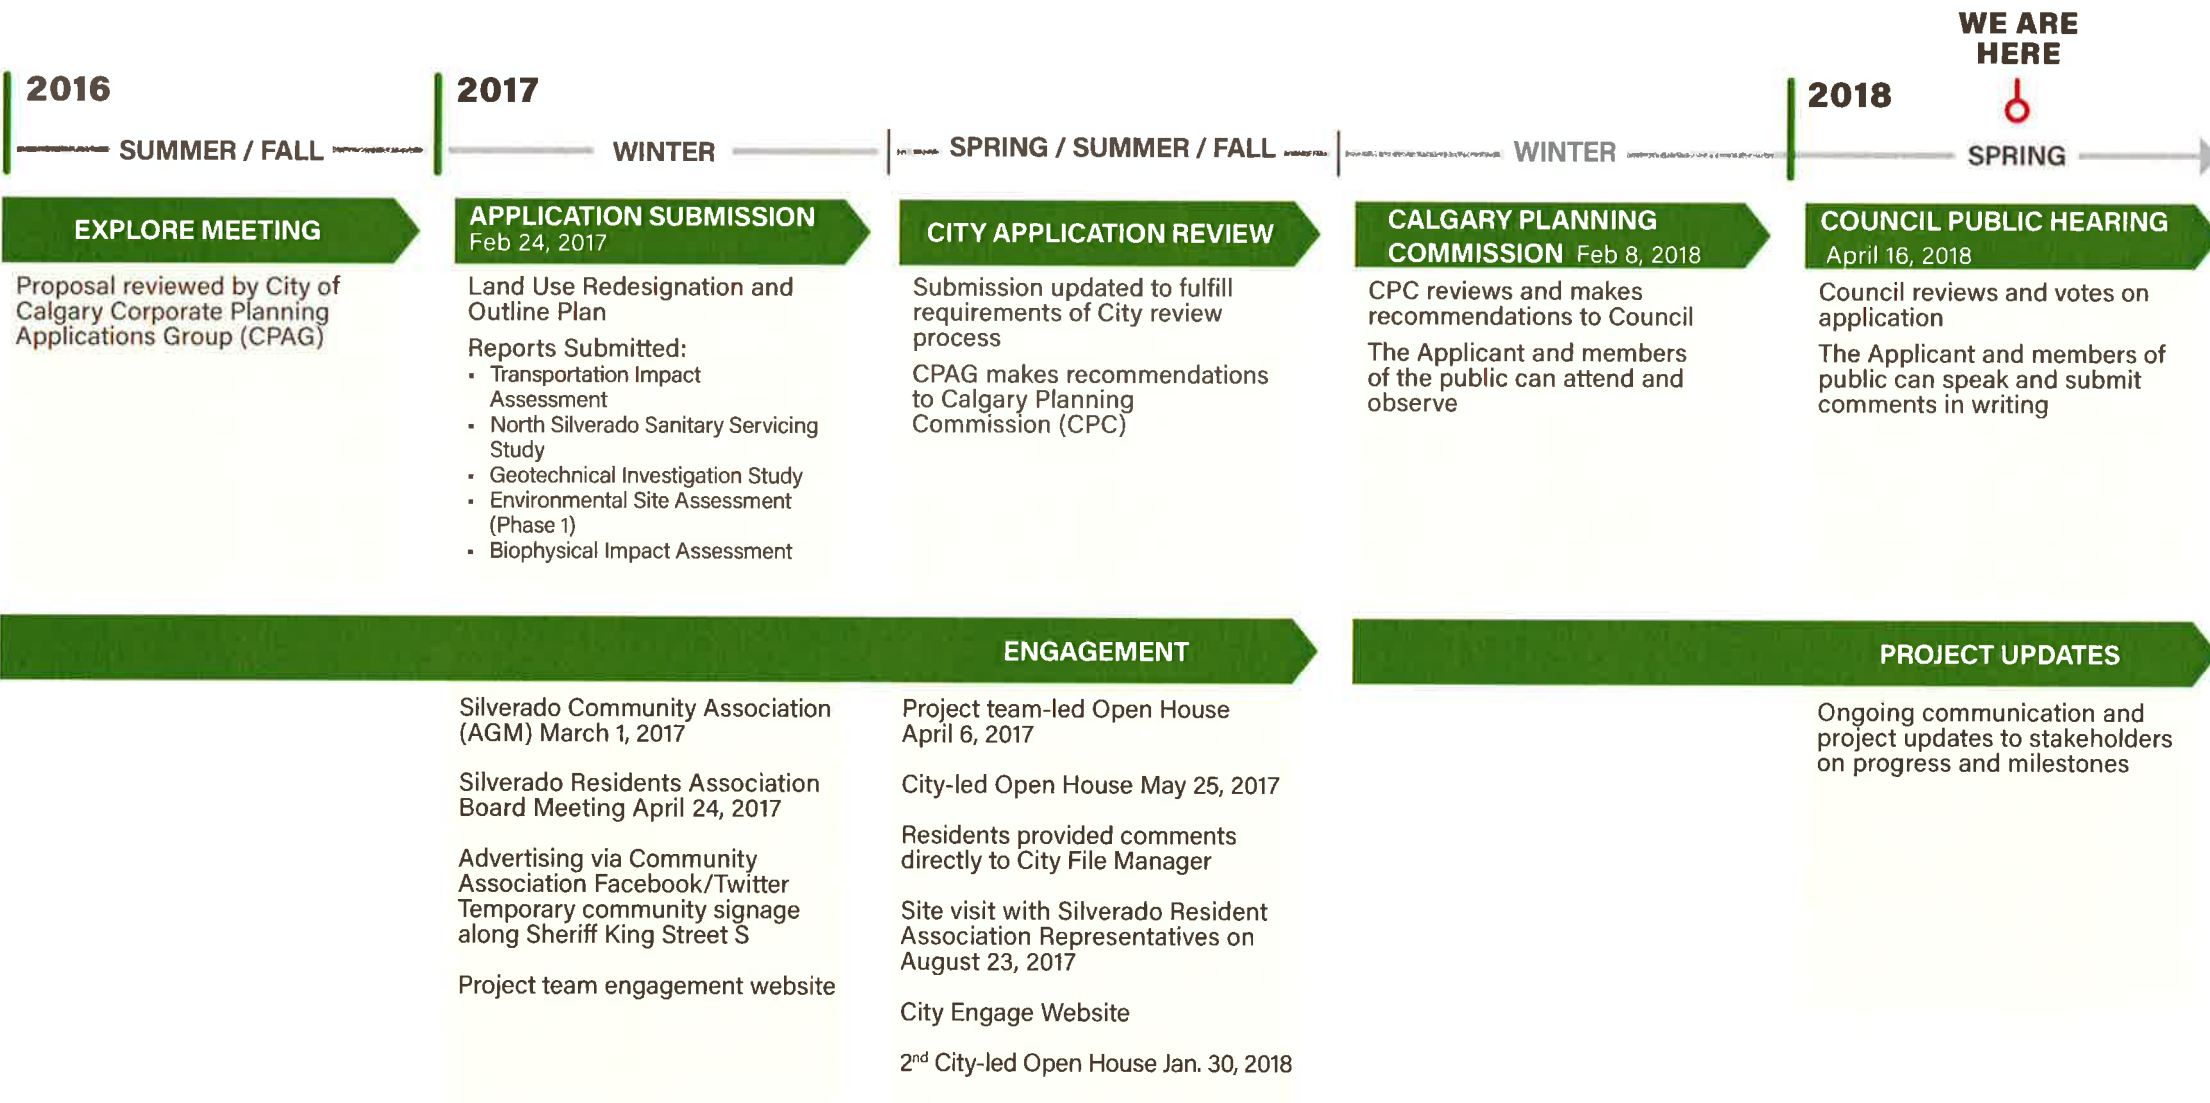 WE ARE
HERE
2016
2017
2018
SUMMER / FALL
WINTER
SPRING / SUMMER / FALL
WINTER
SPRING
EXPLORE MEETING
Proposal reviewed by City of
Calgary Corporate Planning
Applications Group (CPAG)
APPLICATION SUBMISSION
Feb 24, 2017
Land Use Redesignation and
Outline Plan
Reports Submitted:
▪ Transportation Impact
Assessment
▪ North Silverado Sanitary Servicing
Study
▪ Geotechnical Investigation Study
▪ Environmental Site Assessment
(Phase 1)
▪ Biophysical Impact Assessment
CITY APPLICATION REVIEW
Submission updated to fulfill
requirements of City review
process
CPAG makes recommendations
to Calgary Planning
Commission (CPC)
CALGARY PLANNING
COMMISSION Feb 8, 2018
CPC reviews and makes
recommendations to Council
The Applicant and members
of the public can attend and
observe
COUNCIL PUBLIC HEARING
April 16, 2018
Council reviews and votes on
application
The Applicant and members of
public can speak and submit
comments in writing
ENGAGEMENT
Silverado Community Association
(AGM) March 1, 2017
Silverado Residents Association
Board Meeting April 24, 2017
Advertising via Community
Association Facebook/Twitter
Temporary community signage
along Sheriff King Street S
Project team engagement website
Project team-led Open House
April 6, 2017
City-led Open House May 25, 2017
Residents provided comments
directly to City File Manager
Site visit with Silverado Resident
Association Representatives on
August 23, 2017
City Engage Website
2nd City-led Open House Jan. 30, 2018
PROJECT UPDATES
Ongoing communication and
project updates to stakeholders
on progress and milestones